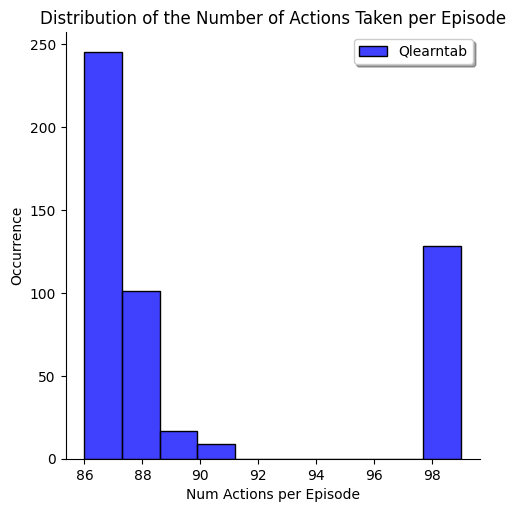 Distribution of the Number of Actions Taken per Episode
Qlearntab
Occurrence
250
200
150
100
50
0
86 88 90 92 94 96 98
Num Actions per Episode